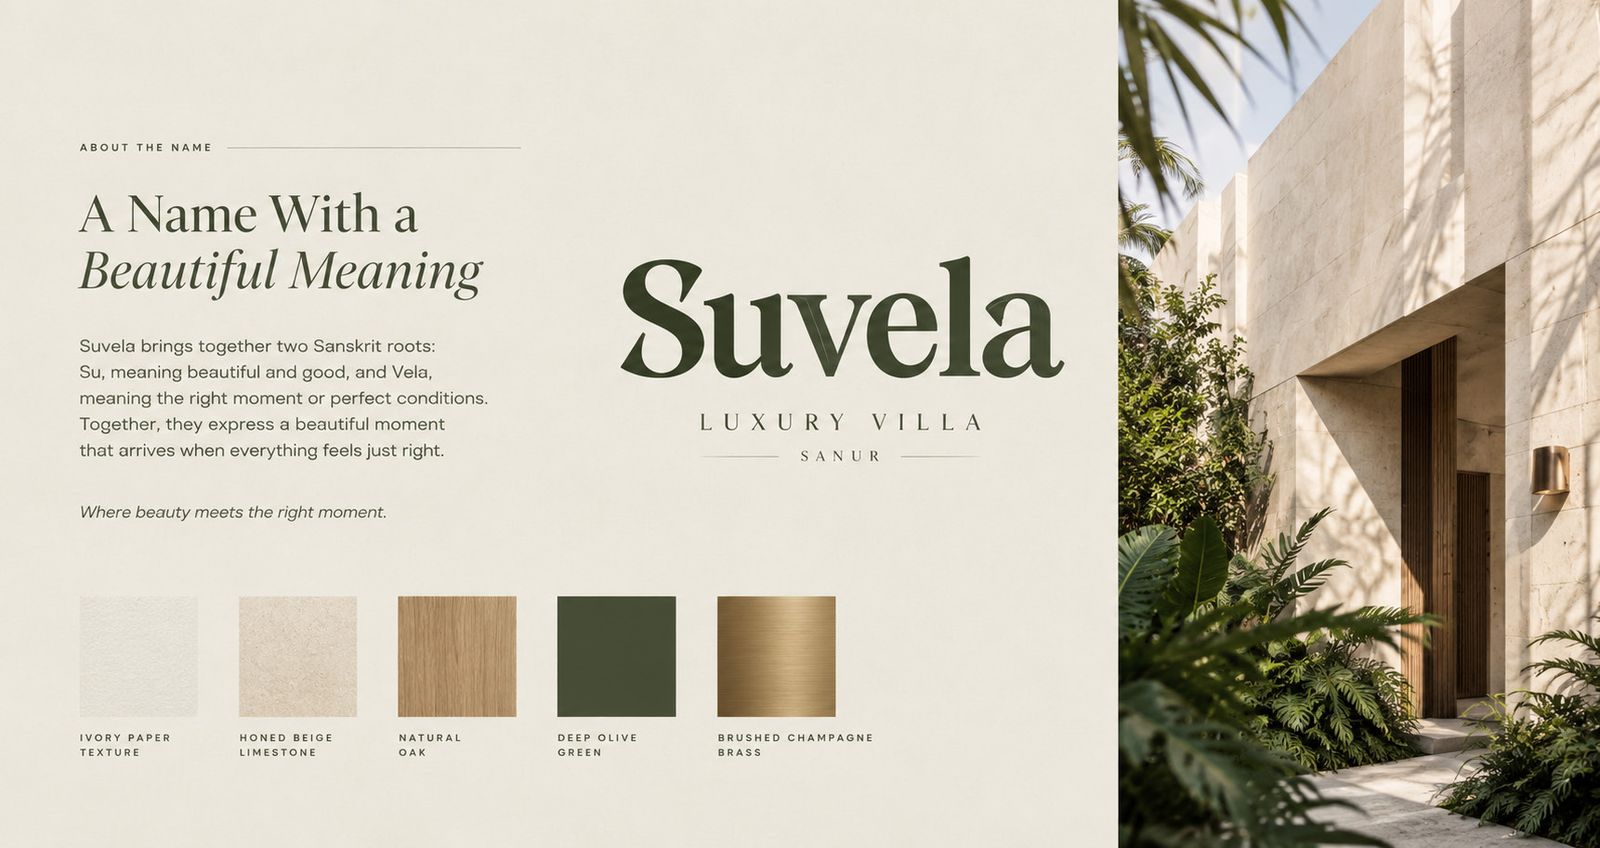 ABOUT THE NAME
A Name With a
Beautiful Meaning
Suvela brings together two Sanskrit roots:
Su, meaning beautiful and good, and Vela,
meaning the right moment or perfect conditions.
Together, they express a beautiful moment
that arrives when everything feels just right.
Where beauty meets the right moment.
Suvela
LUXURY VILLA
SANUR
IVORY PAPER
TEXTURE
HONED BEIGE
LIMESTONE
NATURAL
OAK
DEEP OLIVE
GREEN
BRUSHED CHAMPAGNE
BRASS